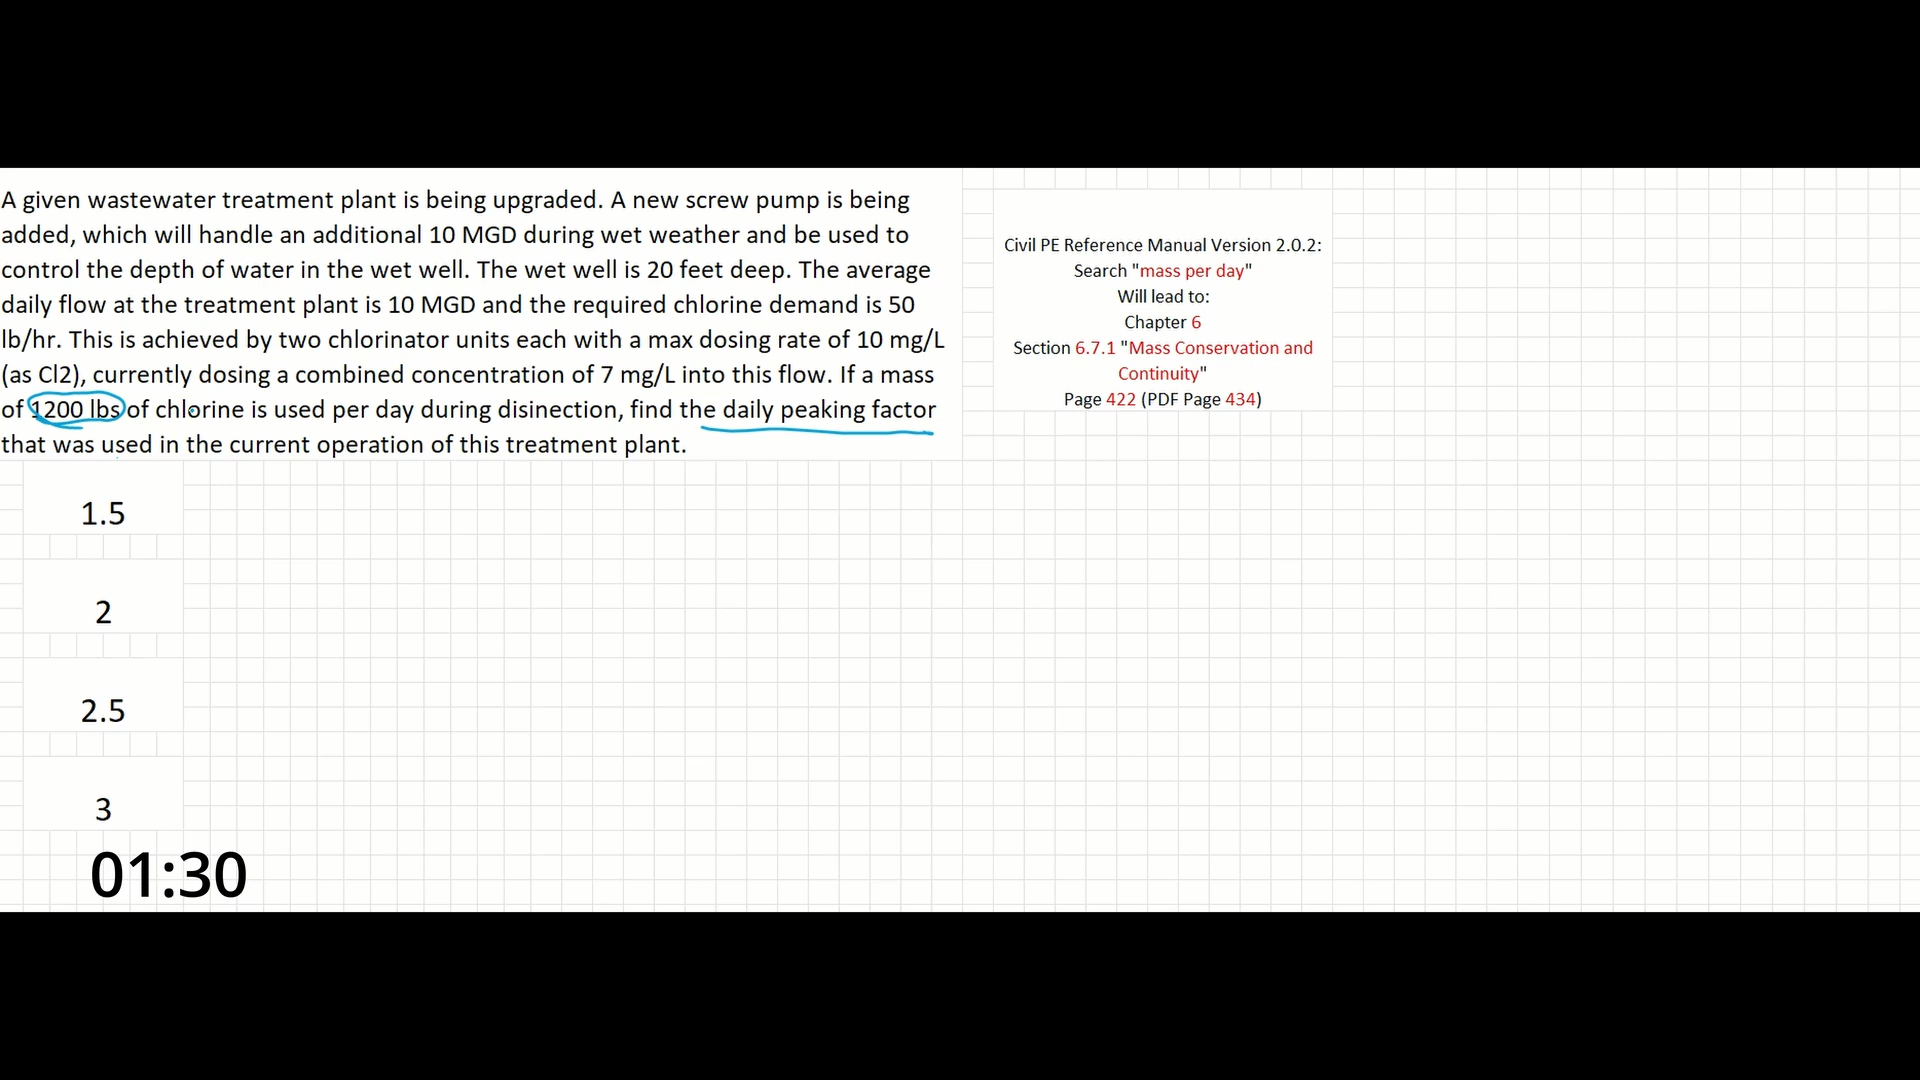 A given wastewater treatment plant is being upgraded. A new screw pump is being
added, which will handle an additional 10 MGD during wet weather and be used to
control the depth of water in the wet well. The wet well is 20 feet deep. The average
daily flow at the treatment plant is 10 MGD and the required chlorine demand is 50
lb/hr. This is achieved by two chlorinator units each with a max dosing rate of 10 mg/L
(as Cl2), currently dosing a combined concentration of 7 mg/L into this flow. If a mass
of 1200 lbs of chlorine is used per day during disinection, find the daily peaking factor
that was used in the current operation of this treatment plant.
Civil PE Reference Manual Version 2.0.2:
Search "mass per day"
Will lead to:
Chapter 6
Section 6.7.1 "Mass Conservation and
Continuity"
Page 422 (PDF Page 434)
1.5
2
2.5
3
01:30